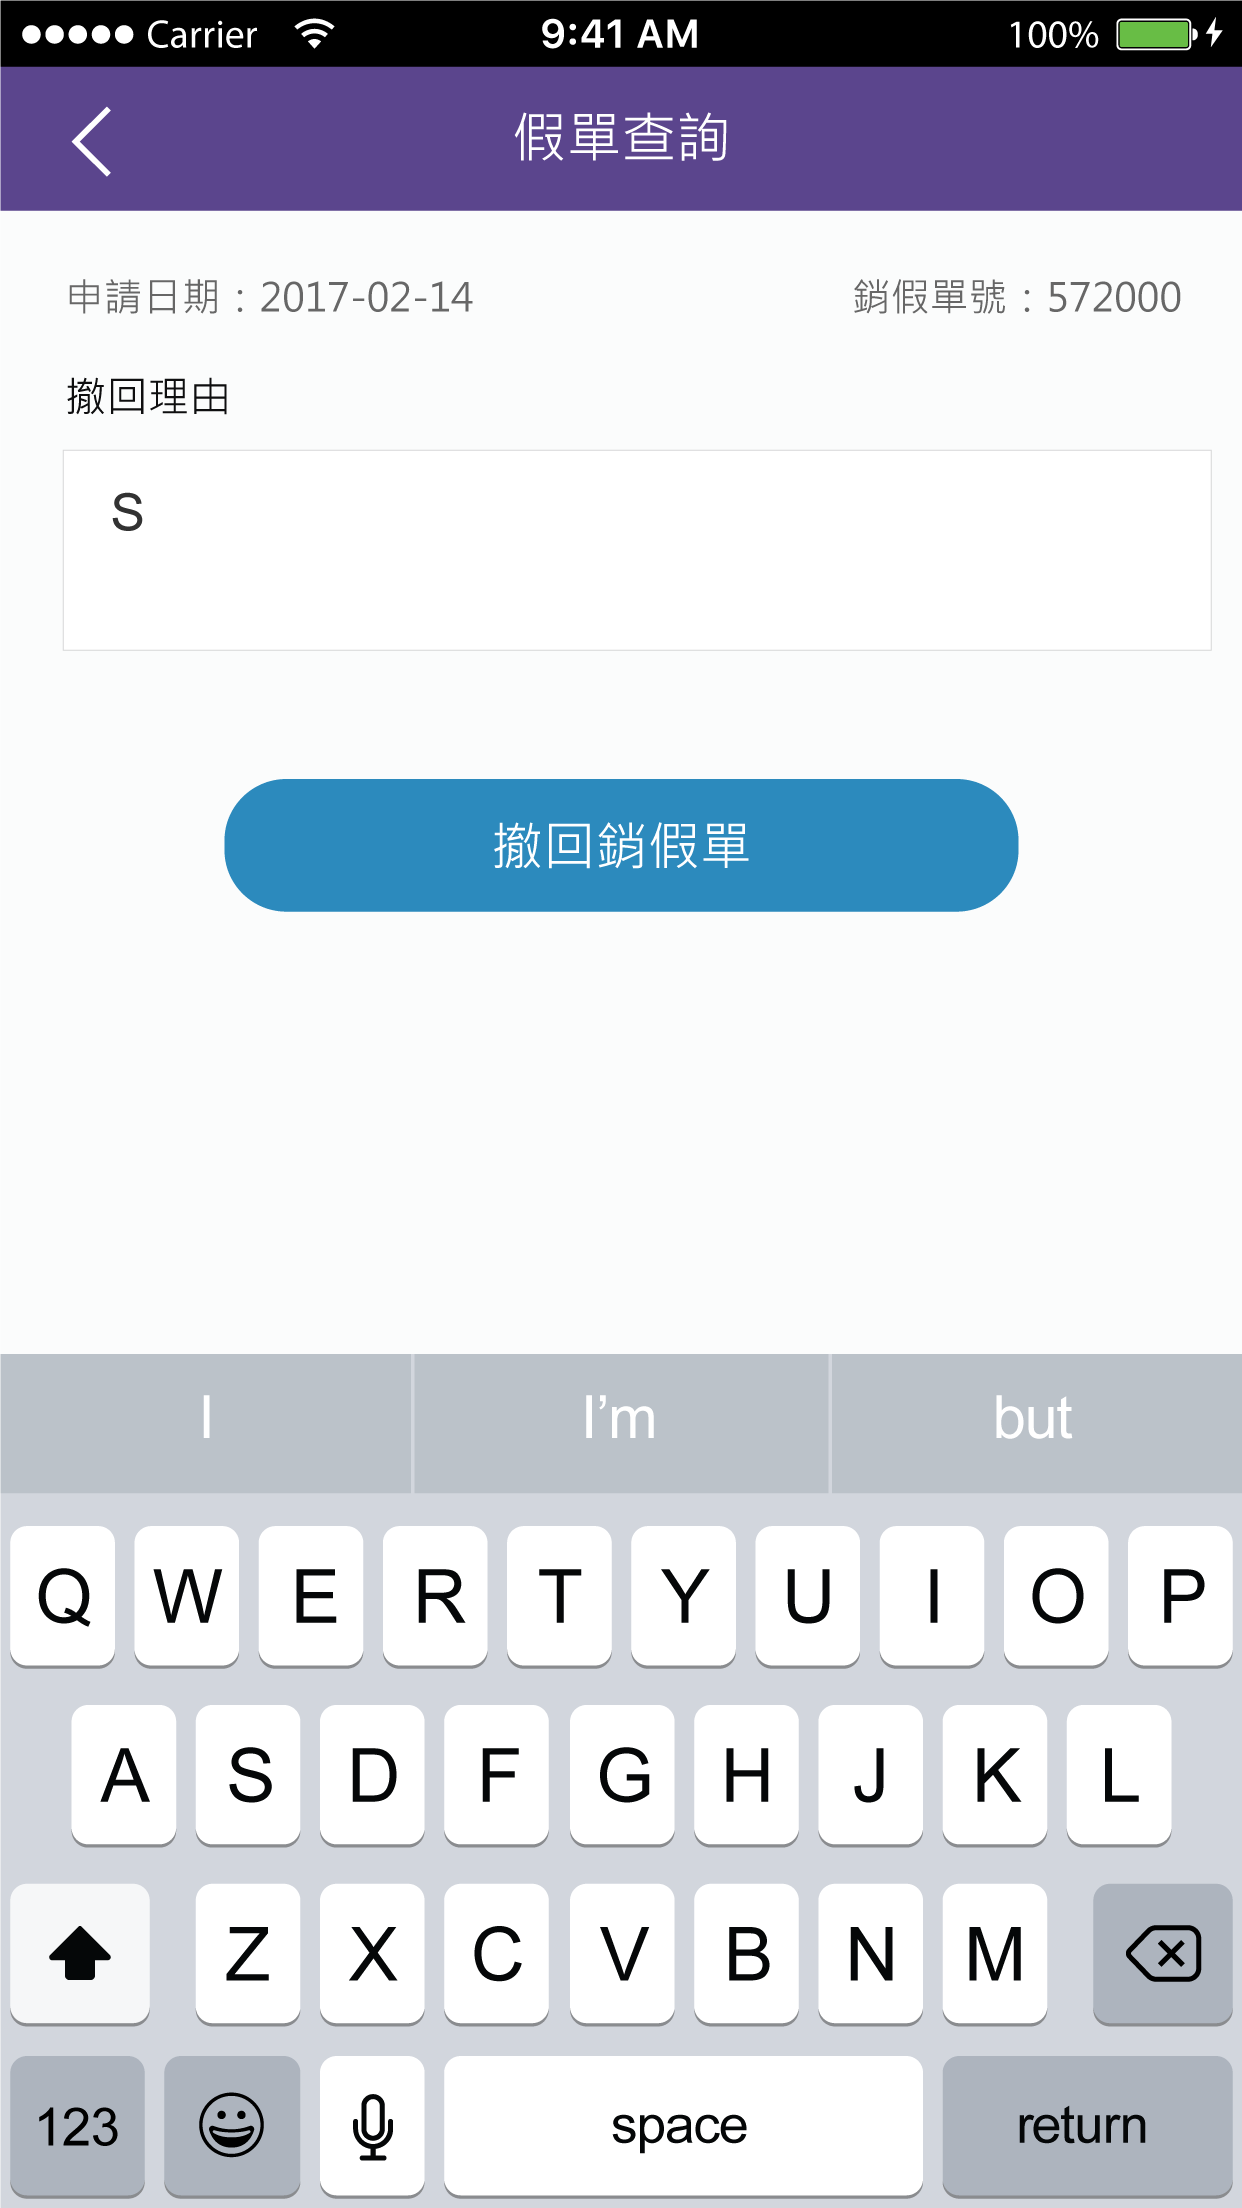 Carrier 9:41 AM 100%
假單查詢
申請日期：2017-02-14 銷假單號：572000
撤回理由
S
撤回銷假單
I I’m but
Q W E R T Y U I O P
A S D F G H J K L
Z X C V B N M
123 space return